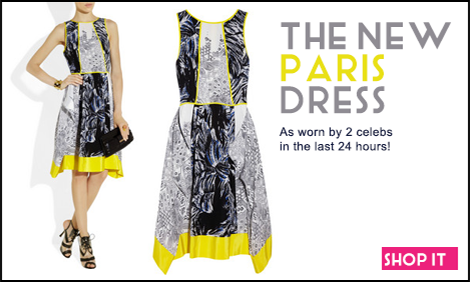 THE NEW
PARIS
DRESS
As worn by 2 celebs
in the last 24 hours!
SHOP IT